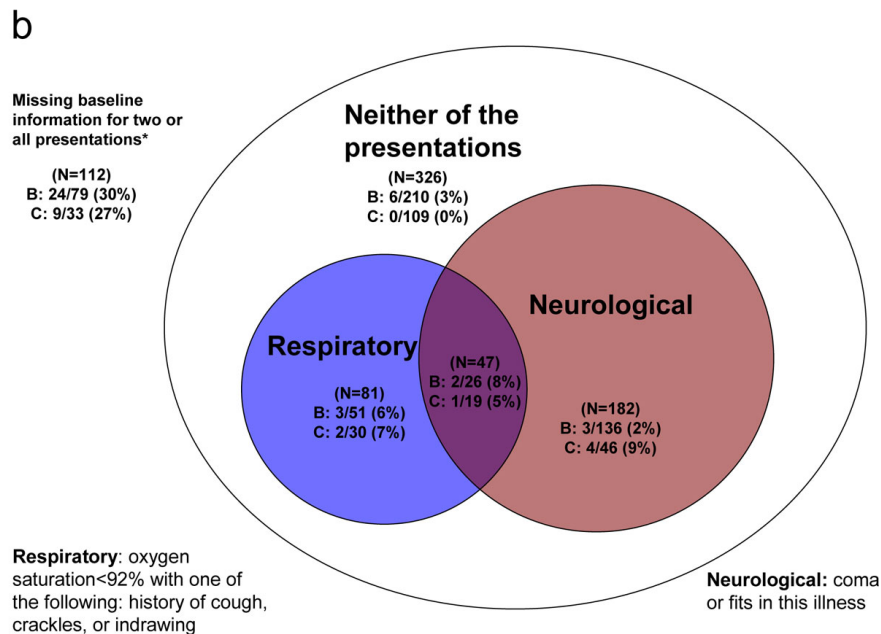 b
Missing baseline
information for two or
all presentations*
(N=112)
B: 24/79 (30%)
C: 9/33 (27%)
Neither of the
presentations
(N=326)
B: 6/210 (3%)
C: 0/109 (0%)
Respiratory
(N=81)
B: 3/51 (6%)
C: 2/30 (7%)
(N=47)
B: 2/26 (8%)
C: 1/19 (5%)
Neurological
(N=182)
B: 3/136 (2%)
C: 4/46 (9%)
Respiratory: oxygen
saturation<92% with one of
the following: history of cough,
crackles, or indrawing
Neurological: coma
or fits in this illness